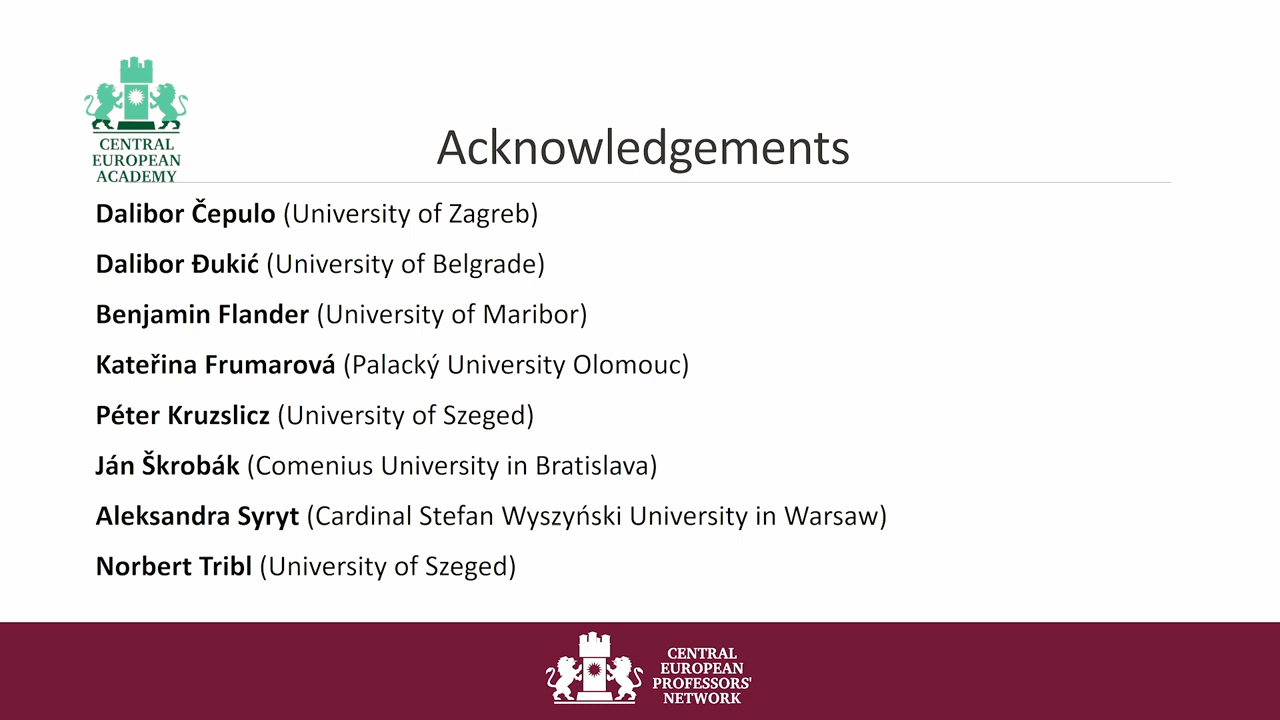 CENTRAL
EUROPEAN
ACADEMY
Acknowledgements
Dalibor Čepulo (University of Zagreb)
Dalibor Đukić (University of Belgrade)
Benjamin Flander (University of Maribor)
Kateřina Frumarová (Palacký University Olomouc)
Péter Kruzslicz (University of Szeged)
Ján Škrobák (Comenius University in Bratislava)
Aleksandra Syryt (Cardinal Stefan Wyszyński University in Warsaw)
Norbert Tribl (University of Szeged)
CENTRAL
EUROPEAN
PROFESSORS'
NETWORK